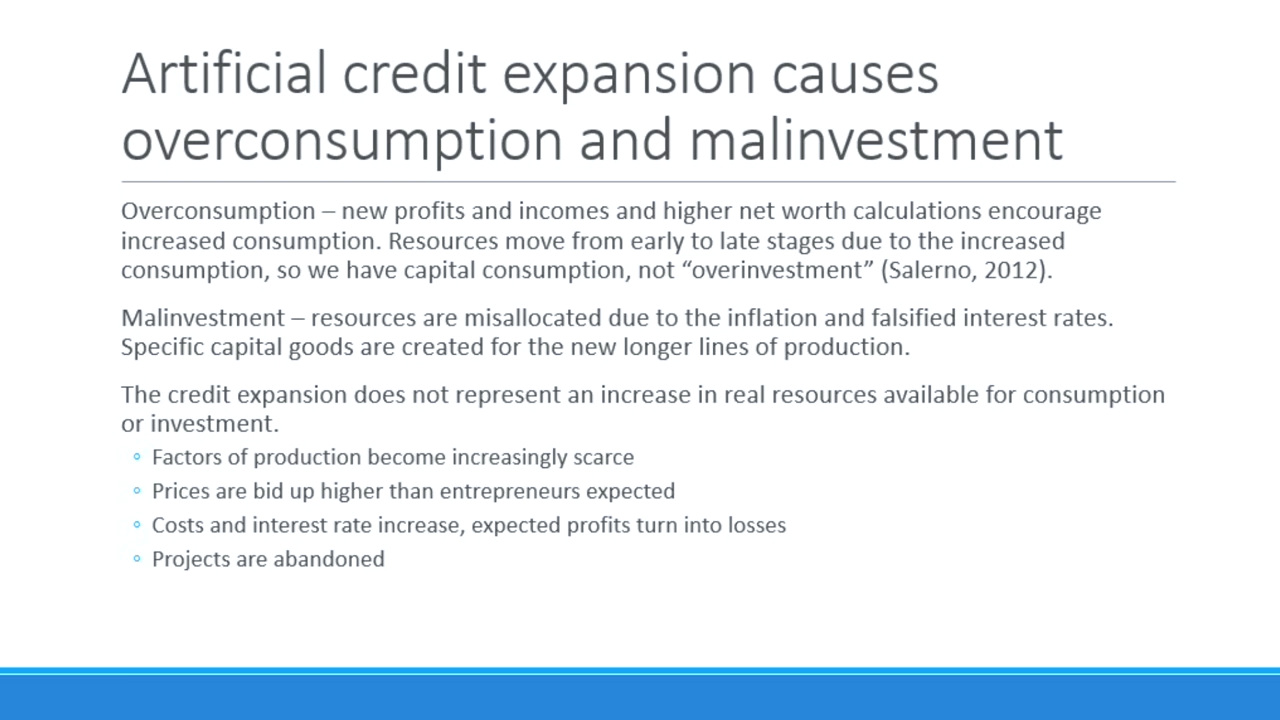 Artificial credit expansion causes
overconsumption and malinvestment
Overconsumption – new profits and incomes and higher net worth calculations encourage
increased consumption. Resources move from early to late stages due to the increased
consumption, so we have capital consumption, not “overinvestment” (Salerno, 2012).
Malinvestment – resources are misallocated due to the inflation and falsified interest rates.
Specific capital goods are created for the new longer lines of production.
The credit expansion does not represent an increase in real resources available for consumption
or investment.
◦ Factors of production become increasingly scarce
◦ Prices are bid up higher than entrepreneurs expected
◦ Costs and interest rate increase, expected profits turn into losses
◦ Projects are abandoned